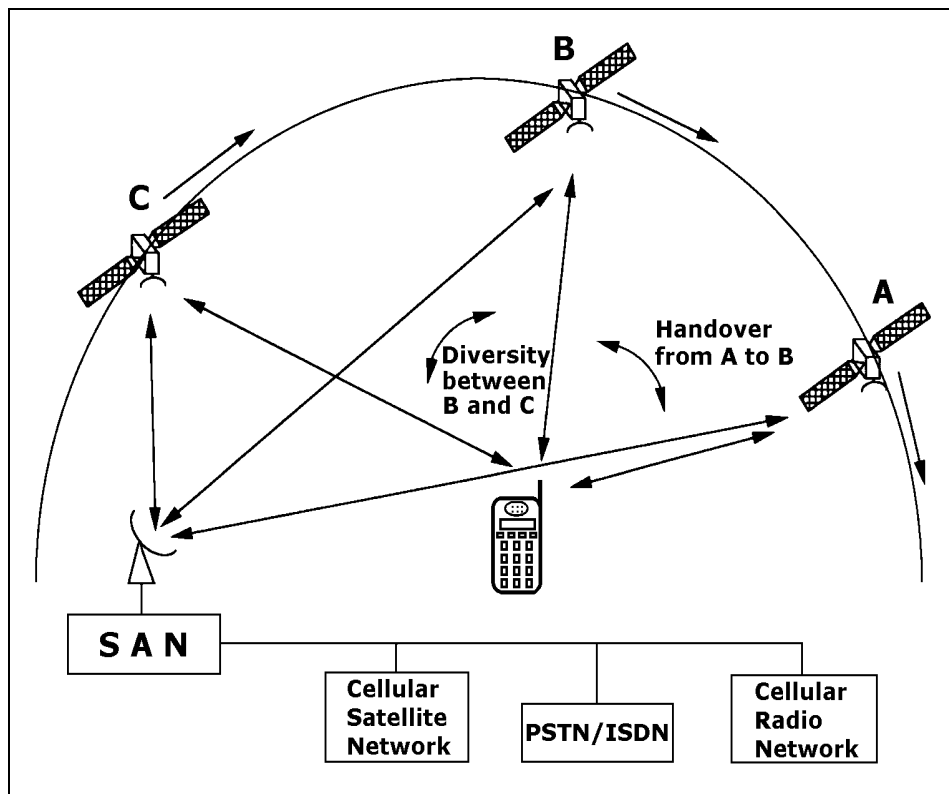 B
C
A
Diversity
between
B and C
Handover
from A to B
S A N
Cellular
Satellite
Network
PSTN/ISDN
Cellular
Radio
Network